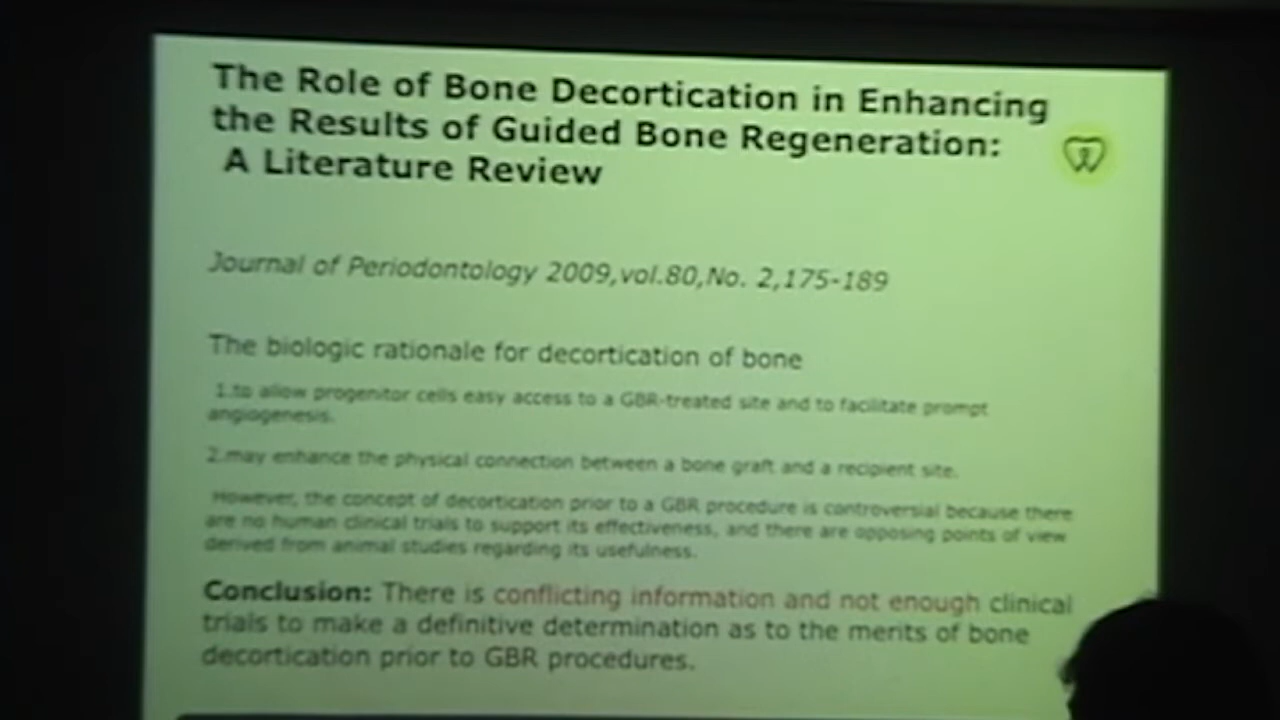 The Role of Bone Decortication in Enhancing
the Results of Guided Bone Regeneration:
A Literature Review
Journal of Periodontology 2009,vol.80,No. 2,175-189
The biologic rationale for decortication of bone
1.to allow progenitor cells easy access to a GBR-treated site and to facilitate prompt
angiogenesis.
2.may enhance the physical connection between a bone graft and a recipient site.
However, the concept of decortication prior to a GBR procedure is controversial because there
are no human clinical trials to support its effectiveness, and there are opposing points of view
derived from animal studies regarding its usefulness.
Conclusion: There is conflicting information and not enough clinical
trials to make a definitive determination as to the merits of bone
decortication prior to GBR procedures.